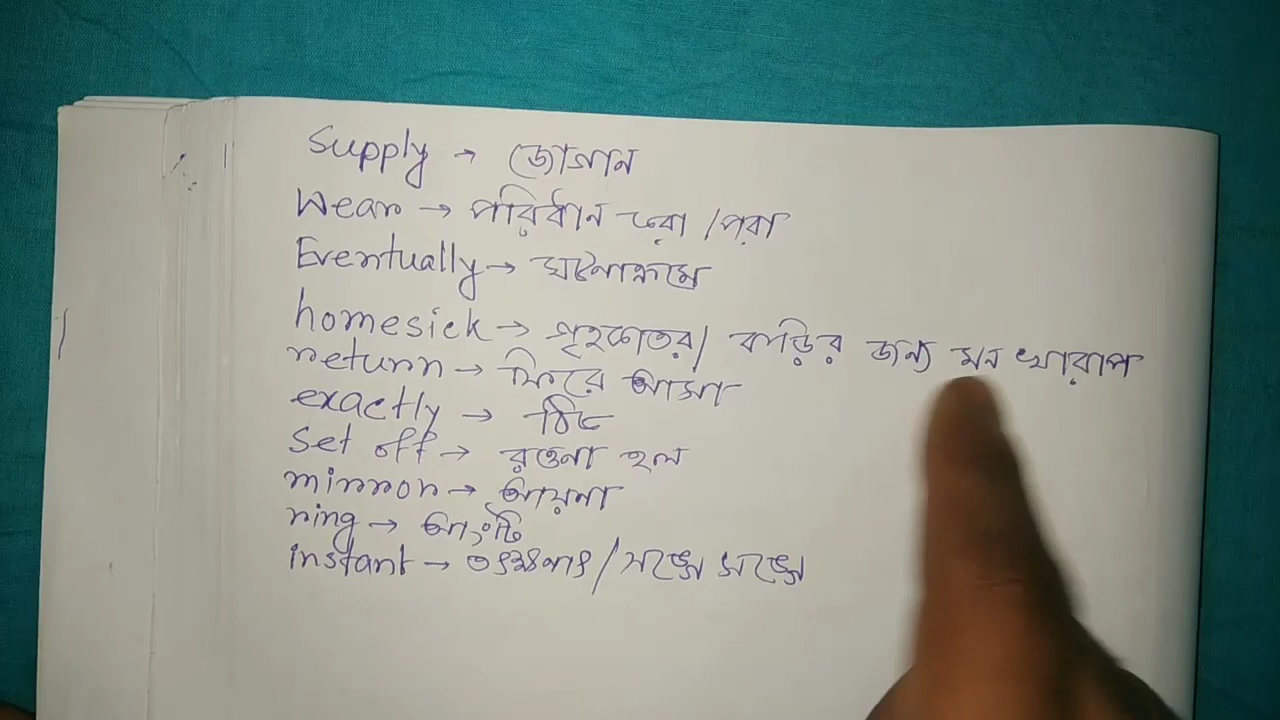 Supply → জোগান
Wear → পরিধান করা / পরা
Eventually → ঘটনাক্রমে
homesick → গৃহকাতর / বাড়ির জন্য মন খারাপ
return → ফিরে আসা
exactly → ঠিক
Set off → রওনা হল
mirror → আয়না
ring → আংটি
instant → তৎক্ষণাৎ / সঙ্গে সঙ্গে